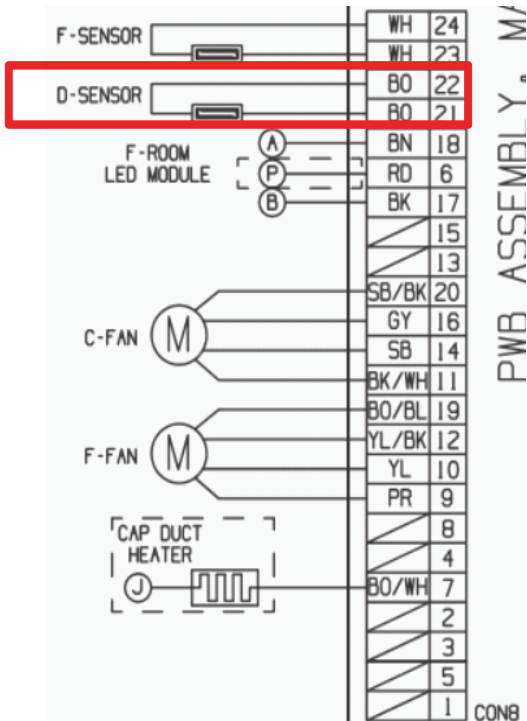 F-SENSOR WH 24
WH 23
D-SENSOR BO 22
BO 21
F-ROOM LED MODULE
A BN 18
P RD 6
B BK 17
15
13
SB/BK 20
C-FAN M GY 16
SB 14
BK/WH 11
BO/BL 19
F-FAN M YL/BK 12
YL 10
PR 9
CAP DUCT HEATER
8
4
J BO/WH 7
2
3
5
1 CON8
PWB ASSEMBLY,